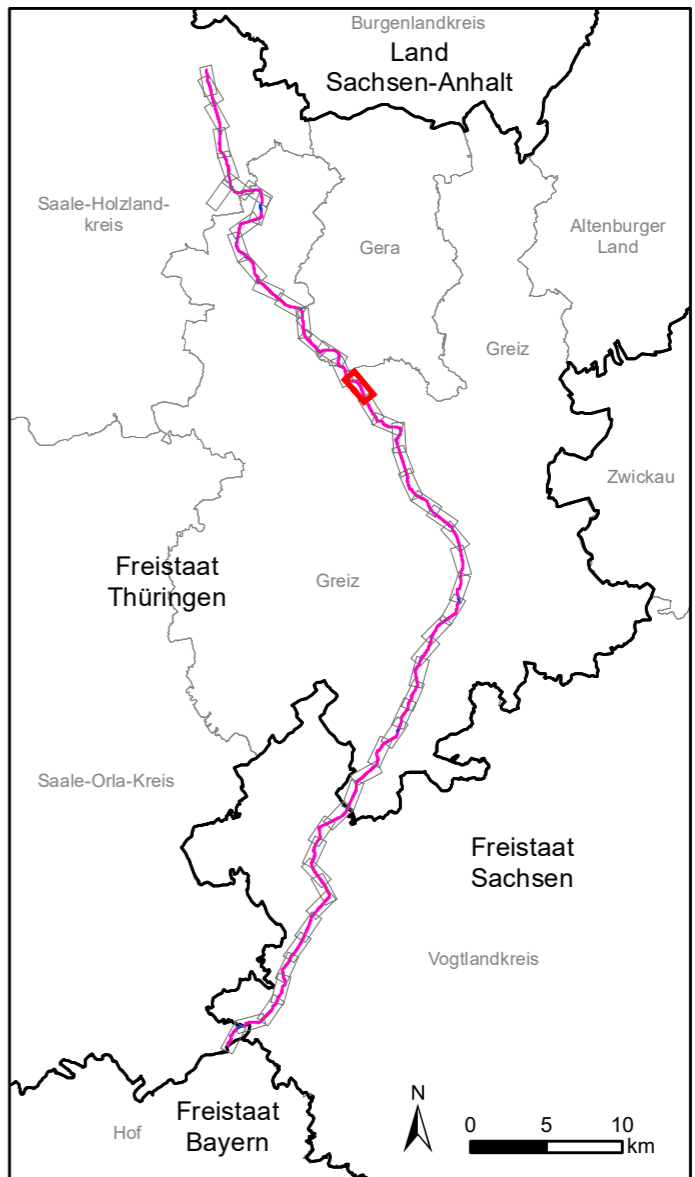 Burgenlandkreis
Land
Sachsen-Anhalt
Saale-Holzland-
kreis
Gera
Altenburger
Land
Greiz
Zwickau
Freistaat
Thüringen
Greiz
Saale-Orla-Kreis
Freistaat
Sachsen
Vogtlandkreis
Freistaat
Bayern
Hof
N
0 5 10
km